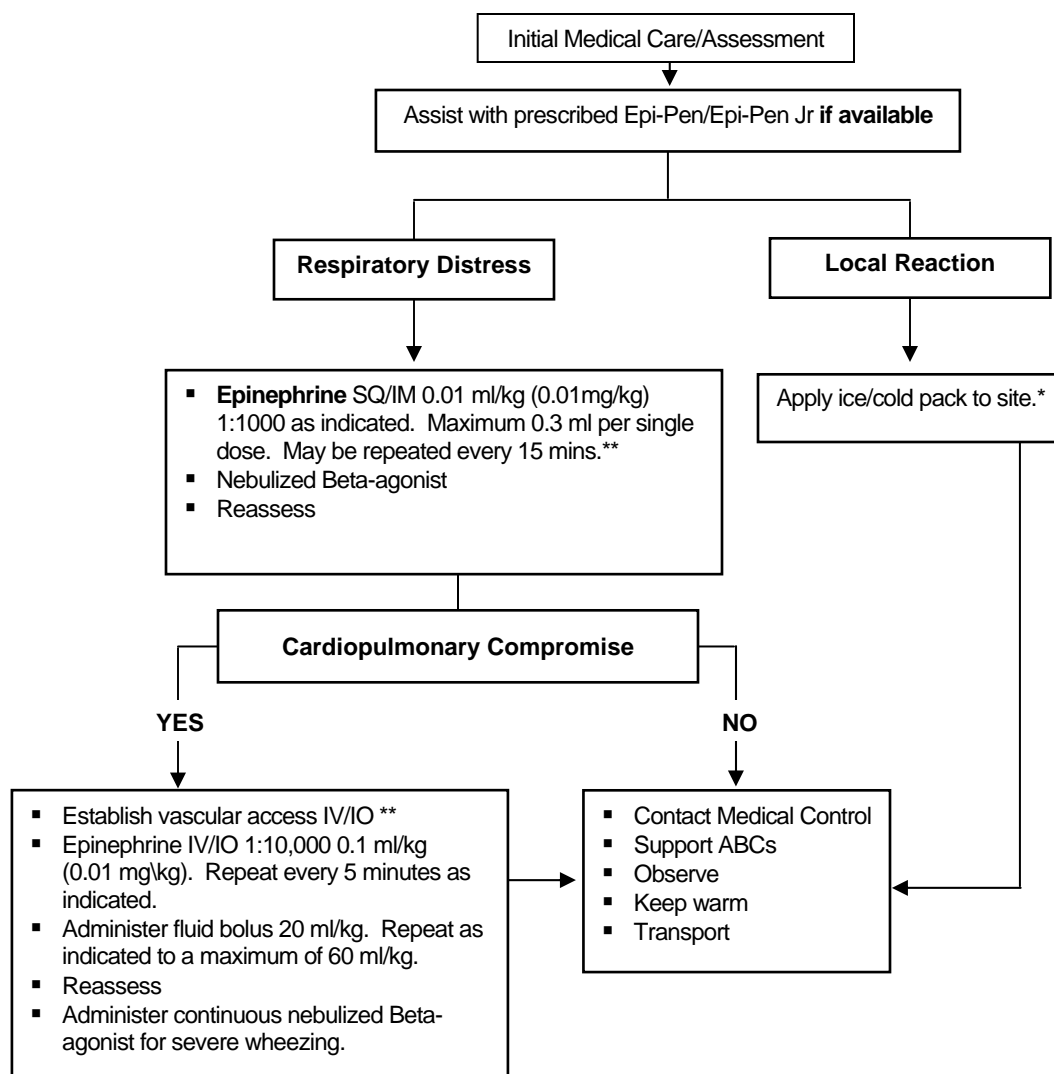 Initial Medical Care/Assessment
Assist with prescribed Epi-Pen/Epi-Pen Jr if available
Respiratory Distress
Local Reaction
▪ Epinephrine SQ/IM 0.01 ml/kg (0.01mg/kg)
1:1000 as indicated. Maximum 0.3 ml per single
dose. May be repeated every 15 mins.**
▪ Nebulized Beta-agonist
▪ Reassess
Apply ice/cold pack to site.*
Cardiopulmonary Compromise
YES
NO
▪ Establish vascular access IV/IO **
▪ Epinephrine IV/IO 1:10,000 0.1 ml/kg
(0.01 mg\kg). Repeat every 5 minutes as
indicated.
▪ Administer fluid bolus 20 ml/kg. Repeat as
indicated to a maximum of 60 ml/kg.
▪ Reassess
▪ Administer continuous nebulized Beta-
agonist for severe wheezing.
▪ Contact Medical Control
▪ Support ABCs
▪ Observe
▪ Keep warm
▪ Transport